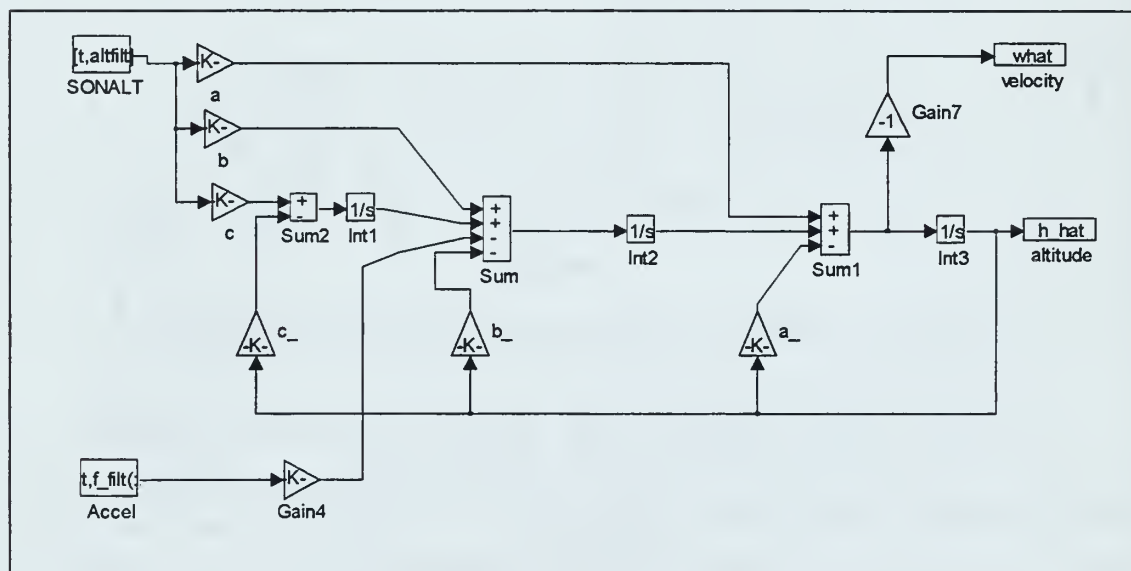 [t,altfilt]
SONALT
K-
a
K-
b
K-
c
+
-
Sum2
1/s
Int1
+
+
-
-
Sum
1/s
Int2
+
+
-
Sum1
1/s
Int3
-1
Gain7
what
velocity
h_hat
altitude
-K-
c_
-K-
b_
-K-
a_
t,f_filt(:
Accel
K-
Gain4